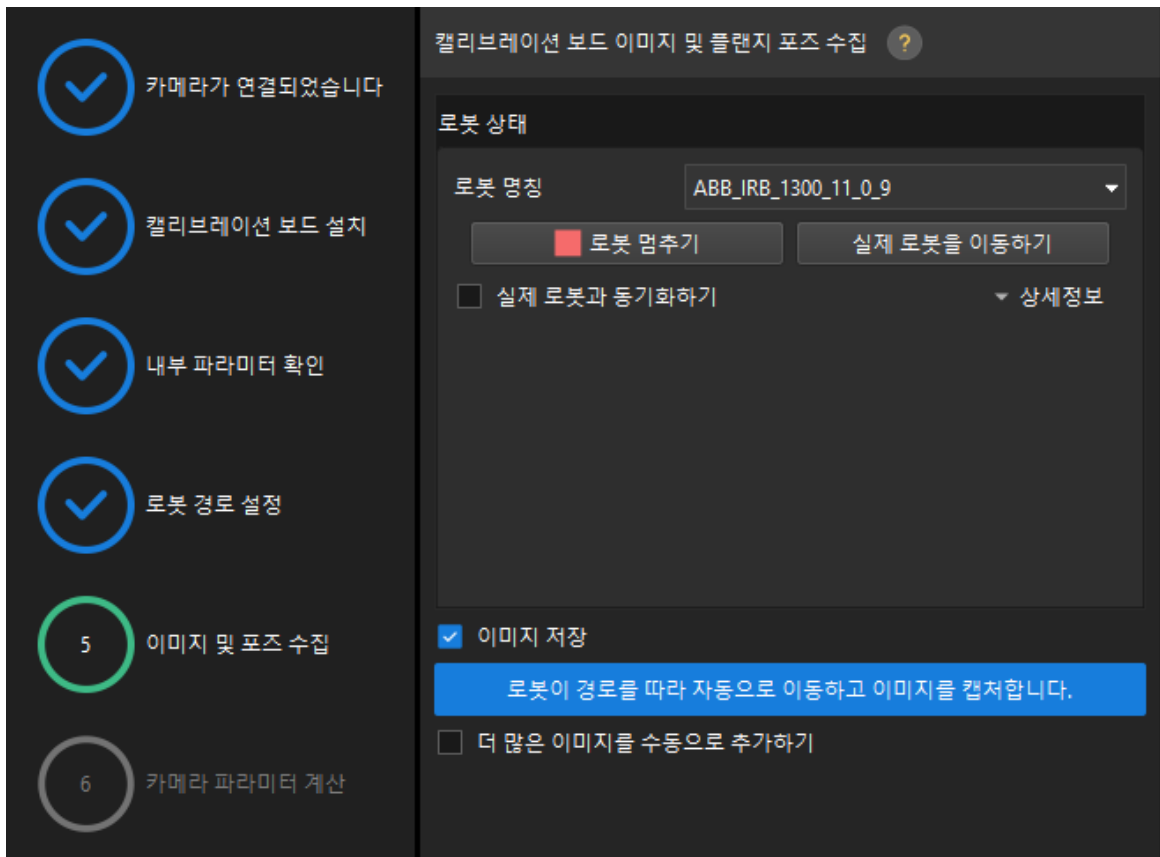 카메라가 연결되었습니다
캘리브레이션 보드 설치
내부 파라미터 확인
로봇 경로 설정
5 이미지 및 포즈 수집
6 카메라 파라미터 계산
캘리브레이션 보드 이미지 및 플랜지 포즈 수집 ?
로봇 상태
로봇 명칭 ABB_IRB_1300_11_0_9
로봇 멈추기 실제 로봇을 이동하기
실제 로봇과 동기화하기 상세정보
이미지 저장
로봇이 경로를 따라 자동으로 이동하고 이미지를 캡처합니다.
더 많은 이미지를 수동으로 추가하기